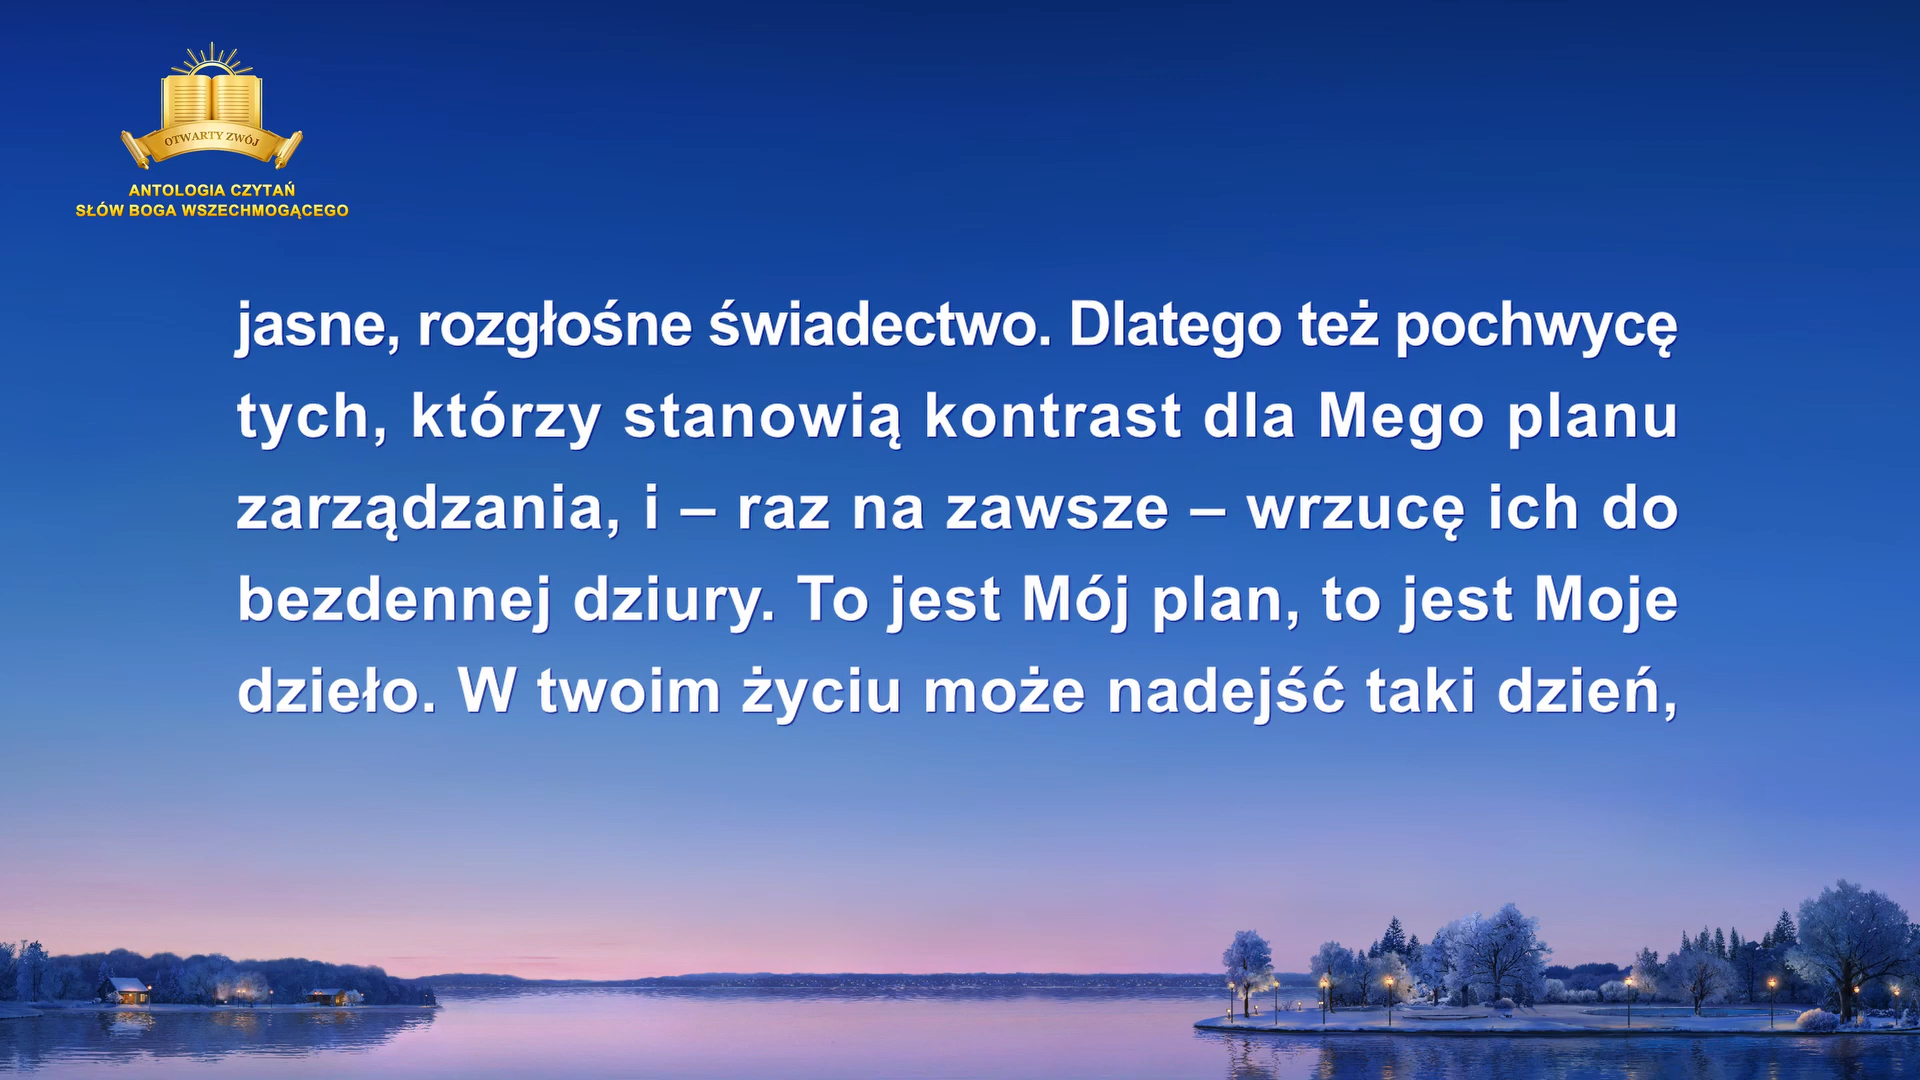 OTWARTY ZWÓJ
ANTOLOGIA CZYTAŃ
SŁÓW BOGA WSZECHMOGĄCEGO
jasne, rozgłośne świadectwo. Dlatego też pochwycę
tych, którzy stanowią kontrast dla Mego planu
zarządzania, i – raz na zawsze – wrzucę ich do
bezdennej dziury. To jest Mój plan, to jest Moje
dzieło. W twoim życiu może nadejść taki dzień,